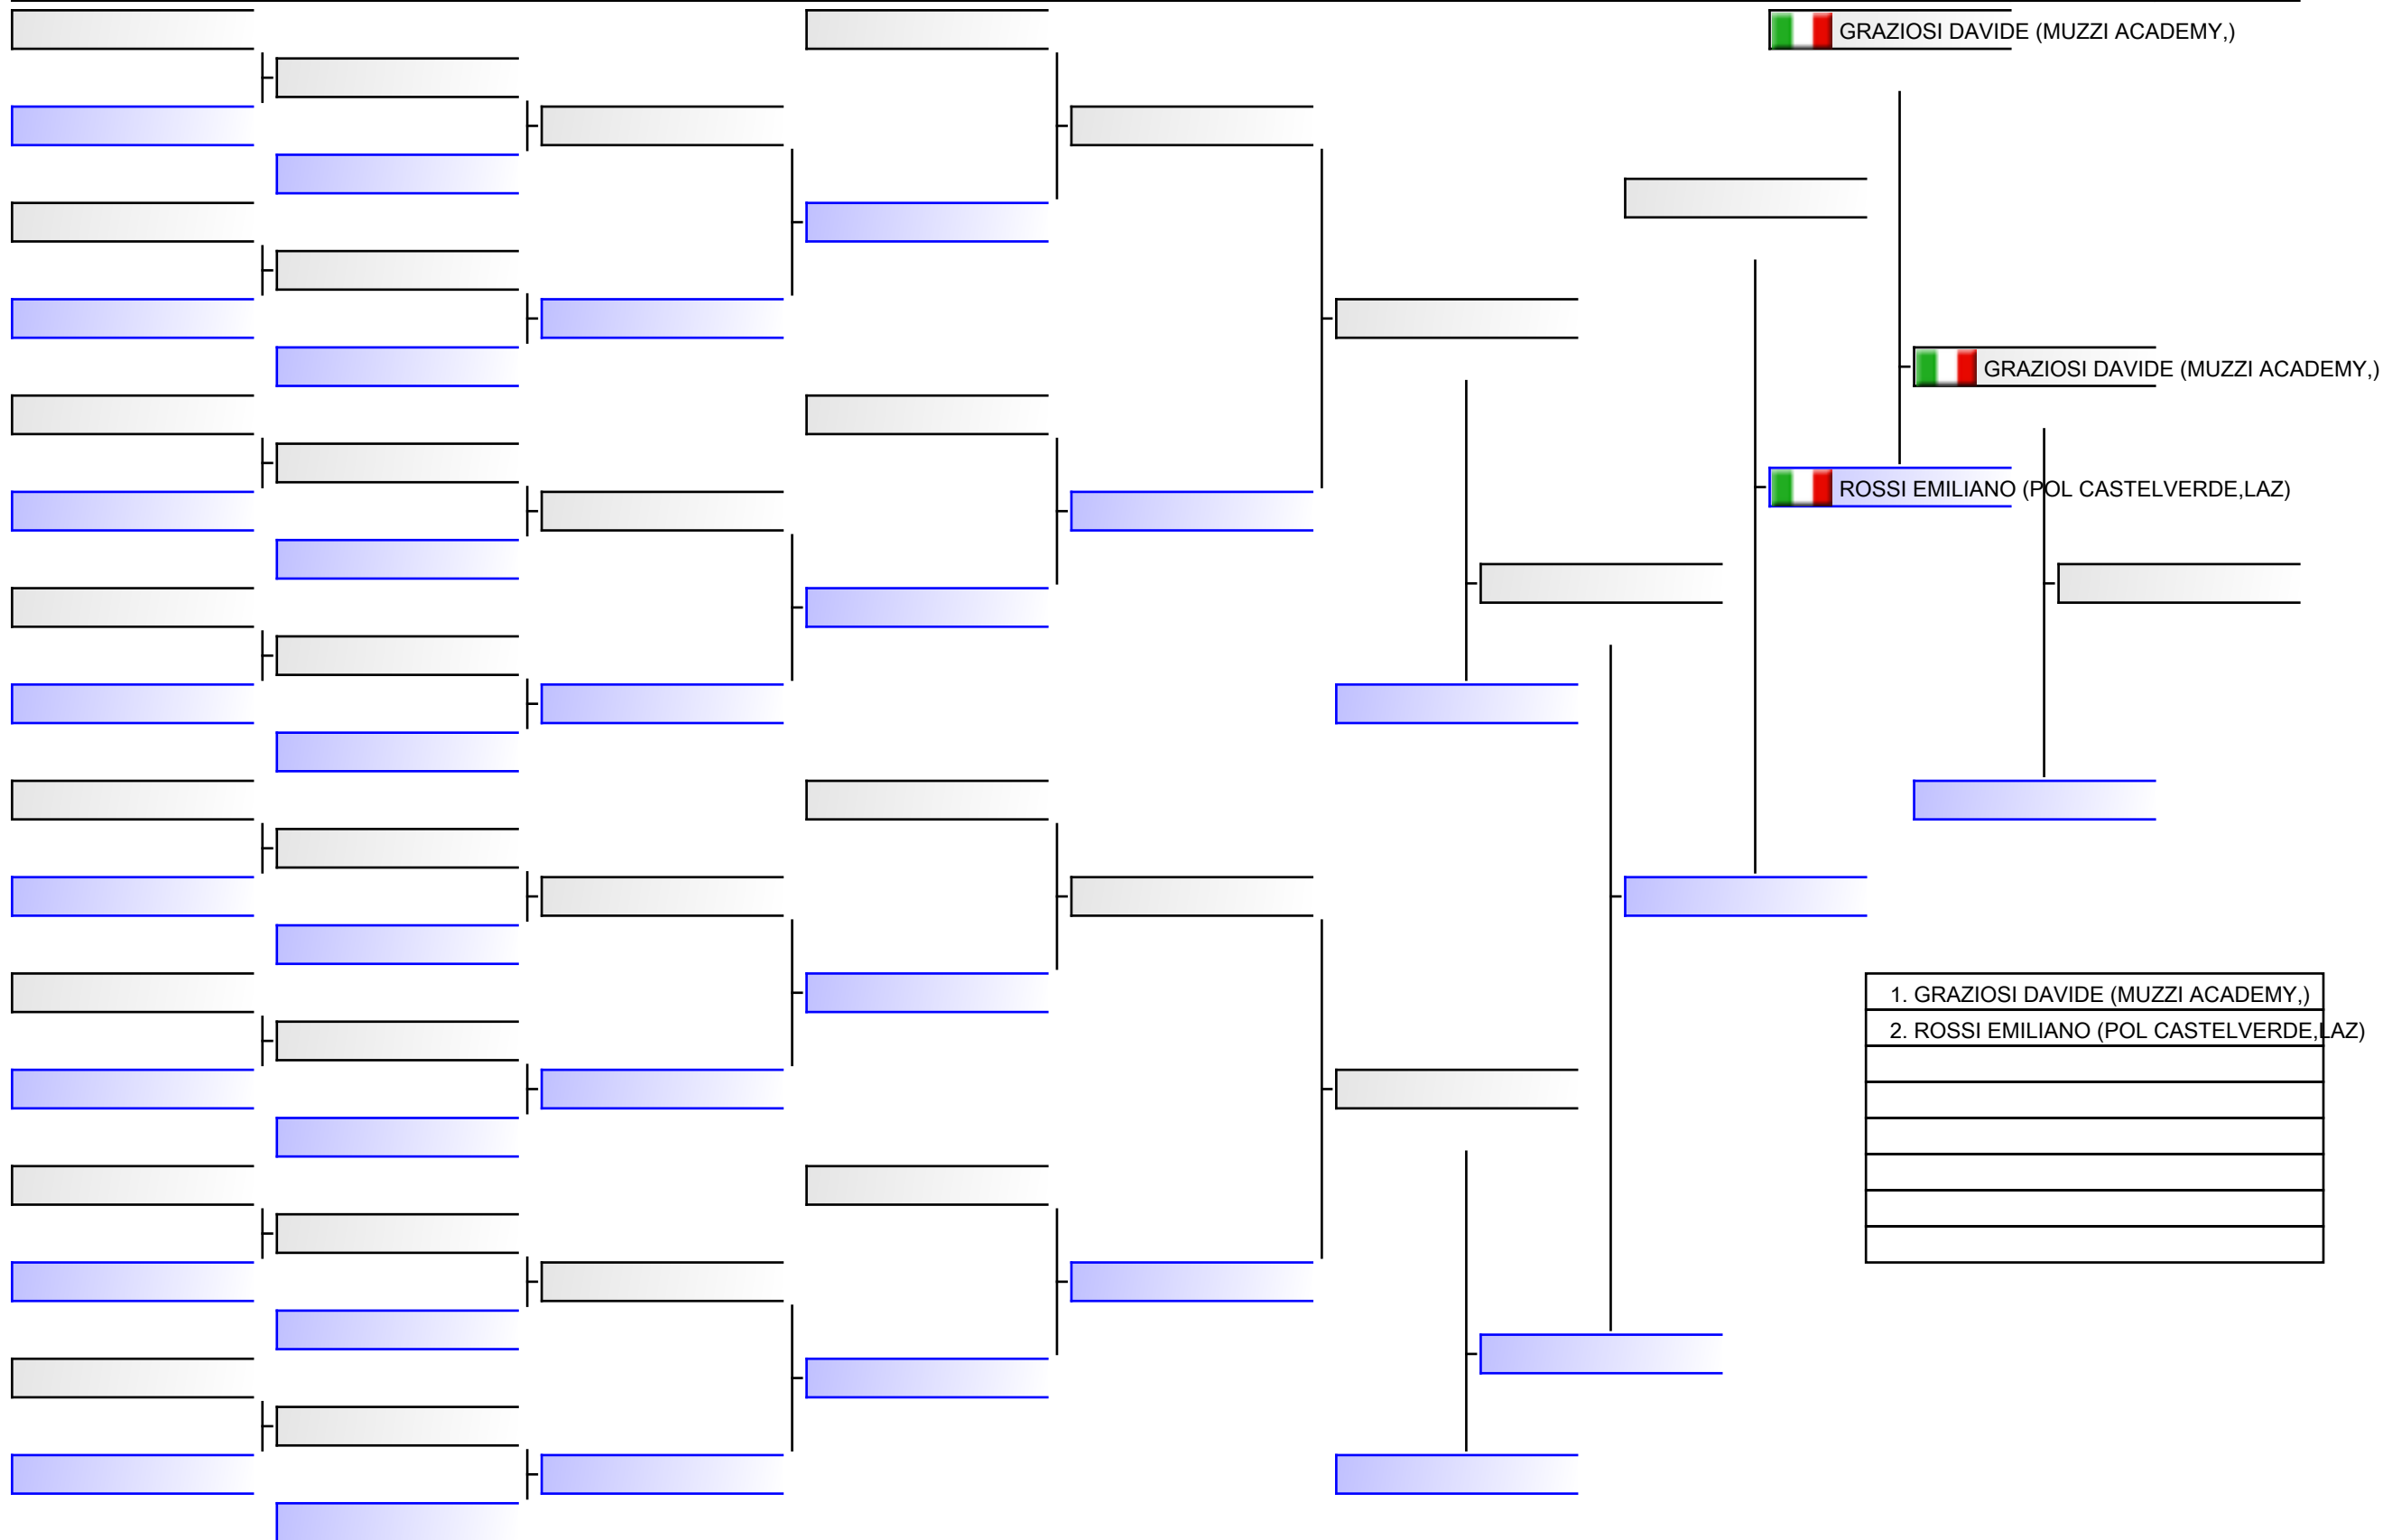 GRAZIOSI DAVIDE (MUZZI ACADEMY,)
GRAZIOSI DAVIDE (MUZZI ACADEMY,)
ROSSI EMILIANO (POL CASTELVERDE,LAZ)
1. GRAZIOSI DAVIDE (MUZZI ACADEMY,)
2. ROSSI EMILIANO (POL CASTELVERDE,LAZ)